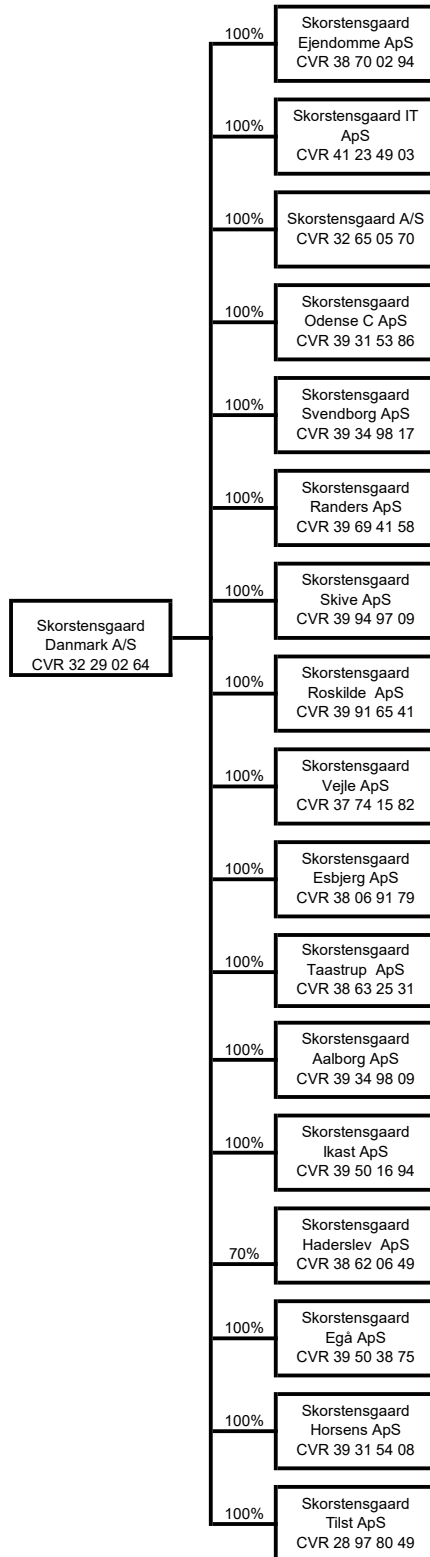 100%
Skorstensgaard
Ejendomme ApS
CVR 38 70 02 94
100%
Skorstensgaard IT
ApS
CVR 41 23 49 03
100%
Skorstensgaard A/S
CVR 32 65 05 70
100%
Skorstensgaard
Odense C ApS
CVR 39 31 53 86
100%
Skorstensgaard
Svendborg ApS
CVR 39 34 98 17
100%
Skorstensgaard
Randers ApS
CVR 39 69 41 58
100%
Skorstensgaard
Skive ApS
CVR 39 94 97 09
Skorstensgaard
Danmark A/S
CVR 32 29 02 64
100%
Skorstensgaard
Roskilde ApS
CVR 39 91 65 41
100%
Skorstensgaard
Vejle ApS
CVR 37 74 15 82
100%
Skorstensgaard
Esbjerg ApS
CVR 38 06 91 79
100%
Skorstensgaard
Taastrup ApS
CVR 38 63 25 31
100%
Skorstensgaard
Aalborg ApS
CVR 39 34 98 09
100%
Skorstensgaard
Ikast ApS
CVR 39 50 16 94
70%
Skorstensgaard
Haderslev ApS
CVR 38 62 06 49
100%
Skorstensgaard
Egå ApS
CVR 39 50 38 75
100%
Skorstensgaard
Horsens ApS
CVR 39 31 54 08
100%
Skorstensgaard
Tilst ApS
CVR 28 97 80 49